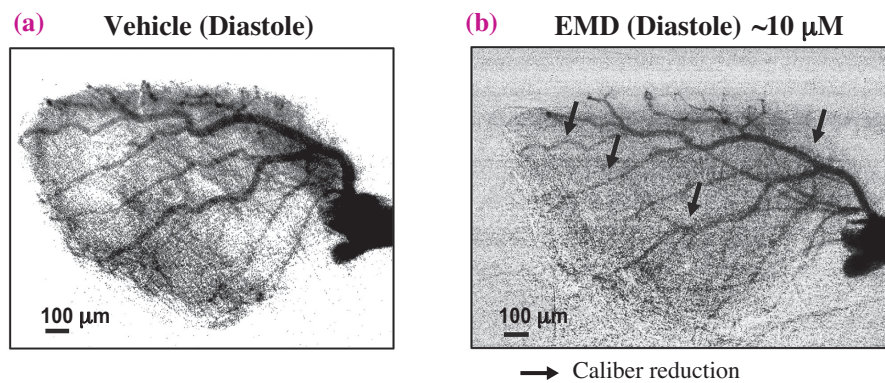 (a) Vehicle (Diastole)
(b) EMD (Diastole) ~10 μM
100 μm
100 μm
Caliber reduction